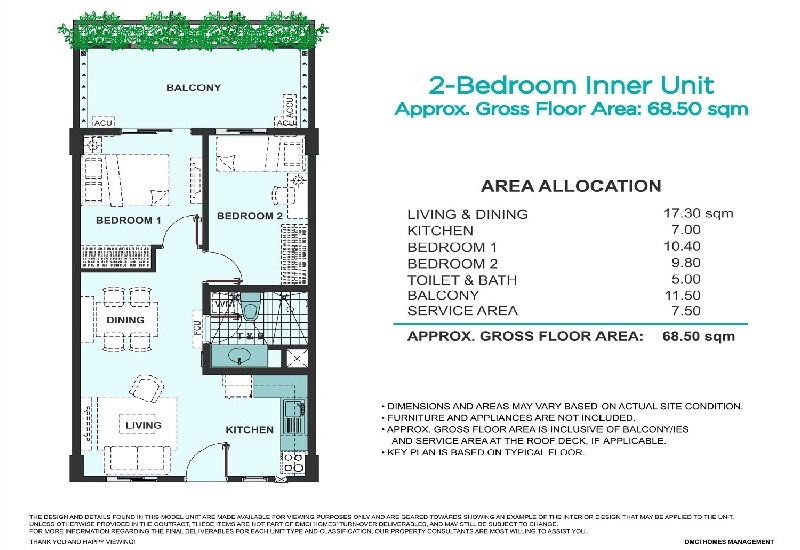 2-Bedroom Inner Unit
Approx. Gross Floor Area: 68.50 sqm
BALCONY
ACU
ACU
ACCU
BEDROOM 1
BEDROOM 2
DINING
FCU
WM
T & B
LIVING
KITCHEN
AREA ALLOCATION
LIVING & DINING 17.30 sqm
KITCHEN 7.00
BEDROOM 1 10.40
BEDROOM 2 9.80
TOILET & BATH 5.00
BALCONY 11.50
SERVICE AREA 7.50
APPROX. GROSS FLOOR AREA: 68.50 sqm
• DIMENSIONS AND AREAS MAY VARY BASED ON ACTUAL SITE CONDITION.
• FURNITURE AND APPLIANCES ARE NOT INCLUDED.
• APPROX. GROSS FLOOR AREA IS INCLUSIVE OF BALCONY/IES
AND SERVICE AREA AT THE ROOF DECK, IF APPLICABLE.
• KEY PLAN IS BASED ON TYPICAL FLOOR.
THE DESIGN AND DETAILS FOUND IN THIS MODEL UNIT ARE MADE AVAILABLE FOR VIEWING PURPOSES ONLY AND ARE GEARED TOWARDS SHOWING AN EXAMPLE OF THE INTERIOR DESIGN THAT MAY BE APPLIED TO THE UNIT.
UNLESS OTHERWISE PROVIDED IN THE CONTRACT, THESE ITEMS ARE NOT PART OF DMCI HOMES' TURN-OVER DELIVERABLES, AND MAY STILL BE SUBJECT TO CHANGE.
FOR MORE INFORMATION REGARDING THE FINAL DELIVERABLES FOR EACH UNIT TYPE AND CLASSIFICATION, OUR PROPERTY CONSULTANTS ARE MOST WILLING TO ASSIST YOU.
THANK YOU AND HAPPY VIEWING!
DMCI HOMES MANAGEMENT